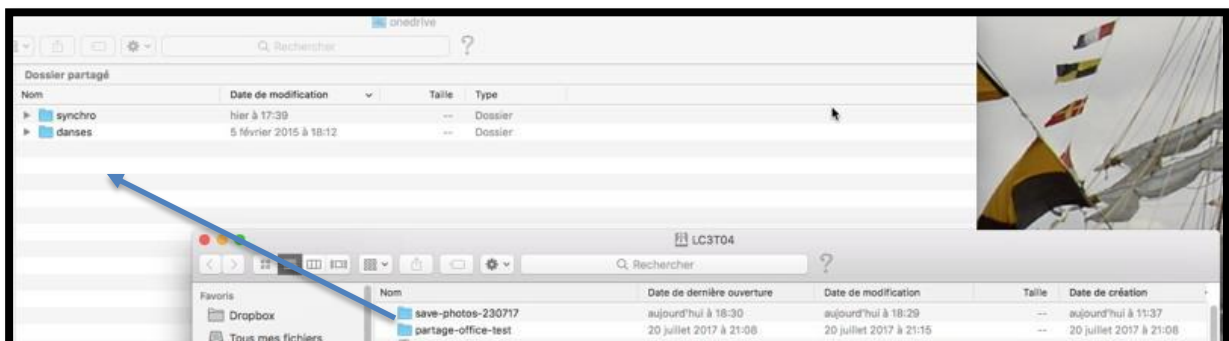 onedrive
Rechercher ?
Dossier partagé
Nom Date de modification Taille Type
synchro hier à 17:39 -- Dossier
danses 5 février 2015 à 18:12 -- Dossier
LC3T04
Rechercher ?
Favoris Nom Date de dernière ouverture Date de modification Taille Date de création
Dropbox save-photos-230717 aujourd'hui à 18:30 aujourd'hui à 18:29 -- aujourd'hui à 11:37
Tous mes fichiers partage-office-test 20 juillet 2017 à 21:08 20 juillet 2017 à 21:15 -- 20 juillet 2017 à 21:08